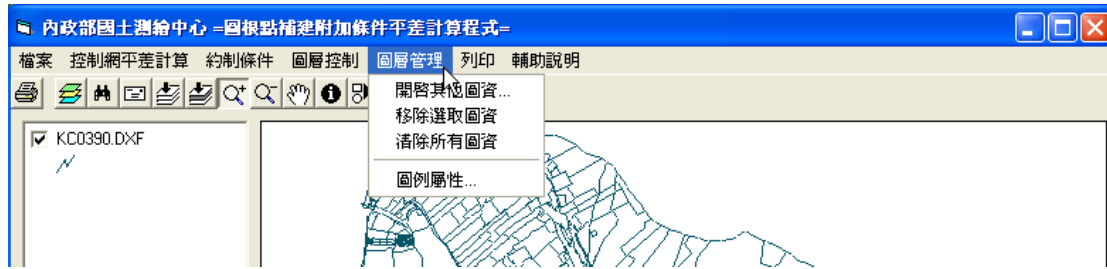 內政部國土測繪中心 =圖根點補建附加條件平差計算程式=
檔案 控制網平差計算 約制條件 圖層控制 圖層管理 列印 輔助說明
開啓其他圖資...
移除選取圖資
清除所有圖資
圖例屬性...
KC0390.DXF